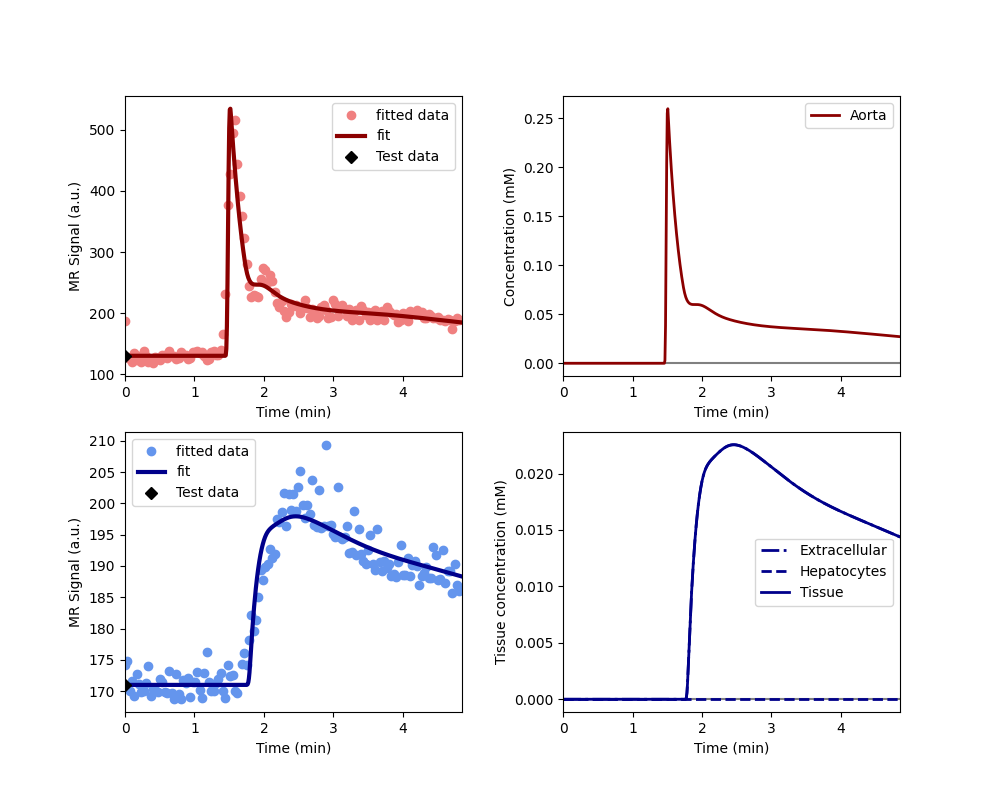 MR Signal (a.u.)
500
400
300
200
100
fitted data
fit
Test data
0 1 2 3 4
Time (min)
Concentration (mM)
0.25
0.20
0.15
0.10
0.05
0.00
Aorta
0 1 2 3 4
Time (min)
MR Signal (a.u.)
210
205
200
195
190
185
180
175
170
fitted data
fit
Test data
0 1 2 3 4
Time (min)
Tissue concentration (mM)
0.020
0.015
0.010
0.005
0.000
Extracellular
Hepatocytes
Tissue
0 1 2 3 4
Time (min)